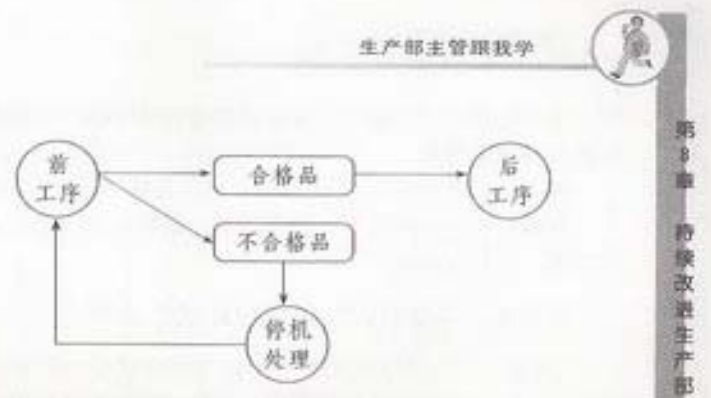 生产部主管跟我学
第8章 持续改进生产部
前
工序
合格品
后
工序
不合格品
停机
处理